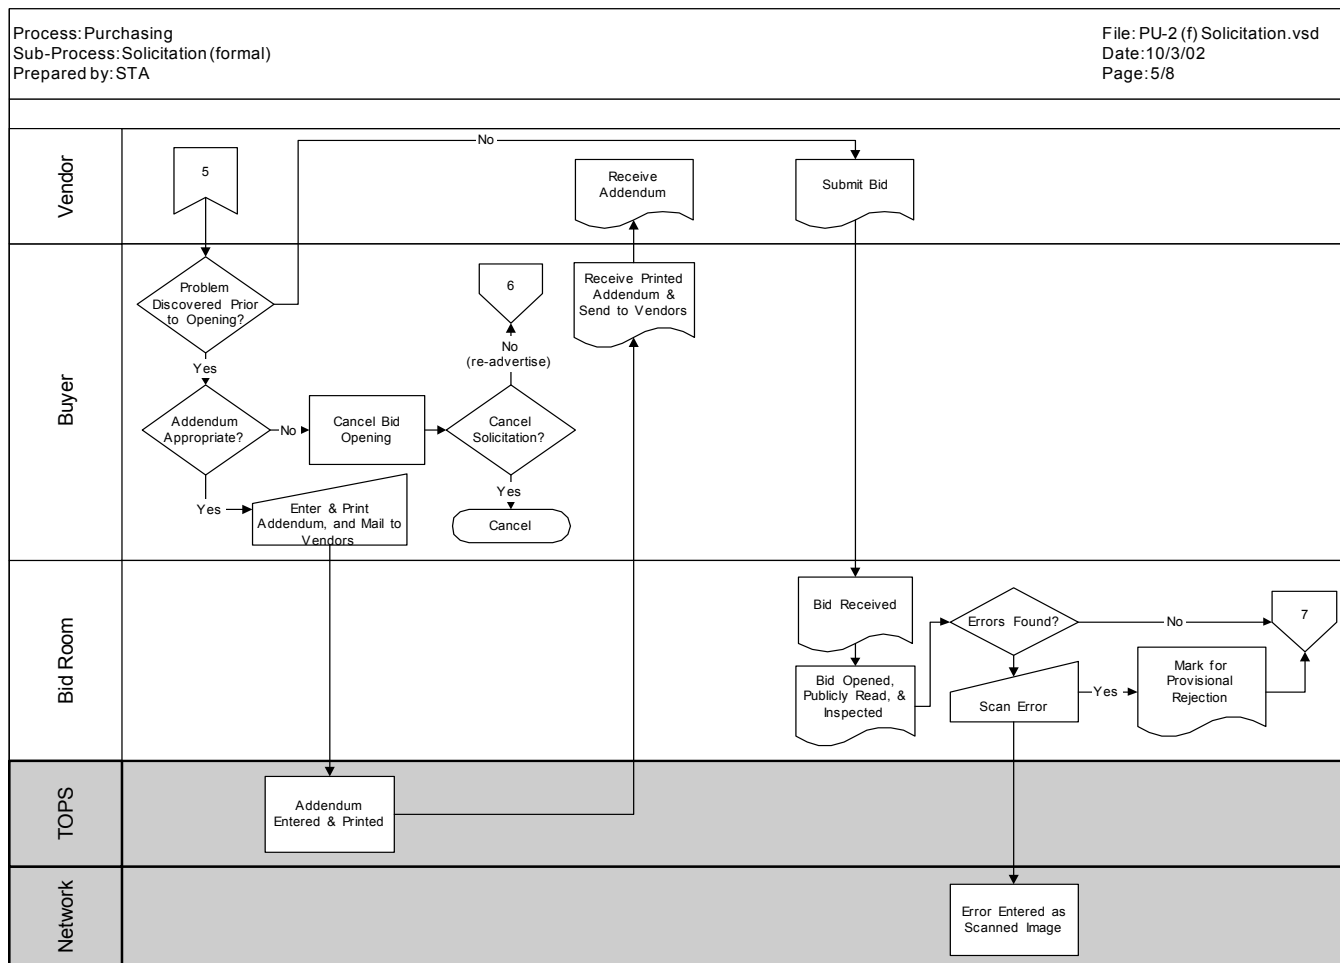 Process: Purchasing
Sub-Process: Solicitation (formal)
Prepared by: STA
File: PU-2 (f) Solicitation.vsd
Date: 10/3/02
Page: 5/8
Vendor
5
No
Receive
Addendum
Submit Bid
Buyer
Problem
Discovered Prior
to Opening?
6
Receive Printed
Addendum &
Send to Vendors
Yes
No
(re-advertise)
Addendum
Appropriate?
No
Cancel Bid
Opening
Cancel
Solicitation?
Yes
Enter & Print
Addendum, and Mail to
Vendors
Yes
Cancel
Bid Room
Bid Received
Errors Found?
No
7
Bid Opened,
Publicly Read, &
Inspected
Scan Error
Yes
Mark for
Provisional
Rejection
TOPS
Addendum
Entered & Printed
Network
Error Entered as
Scanned Image